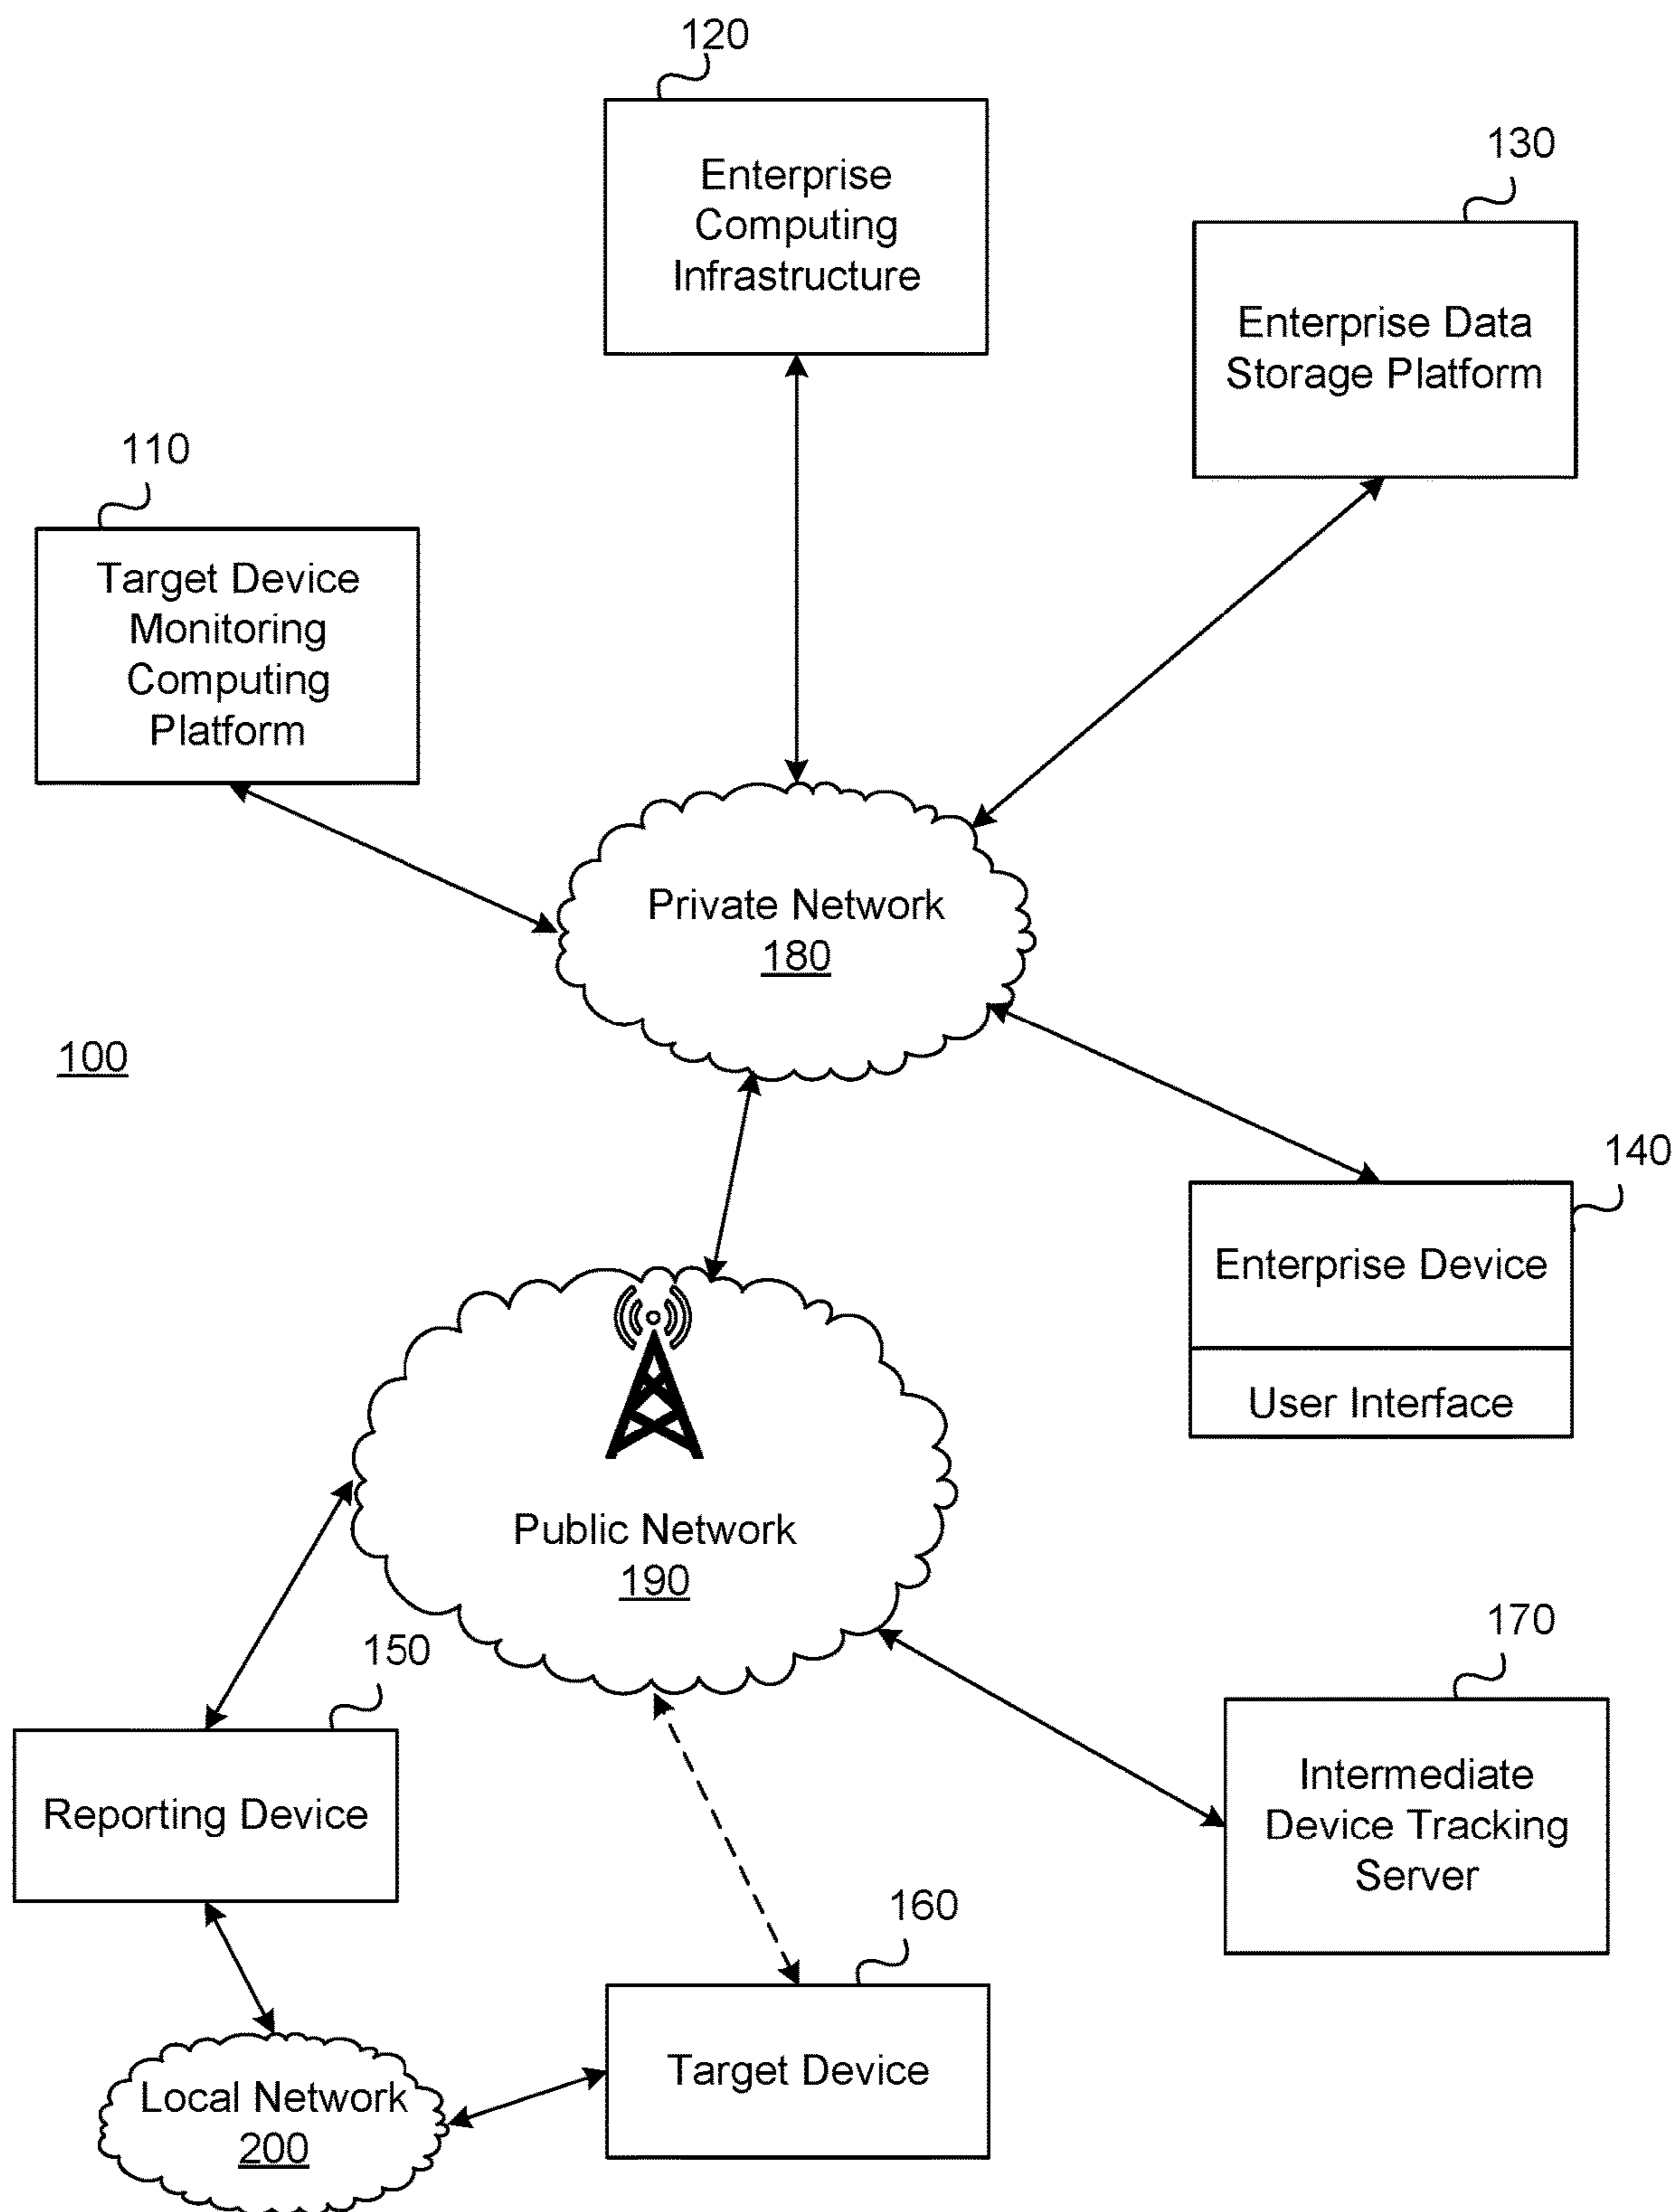 120
Enterprise
Computing
Infrastructure
130
Enterprise Data
Storage Platform
110
Target Device
Monitoring
Computing
Platform
Private Network
180
100
140
Enterprise Device
User Interface
Public Network
190
150
Reporting Device
170
Intermediate
Device Tracking
Server
160
Target Device
Local Network
200